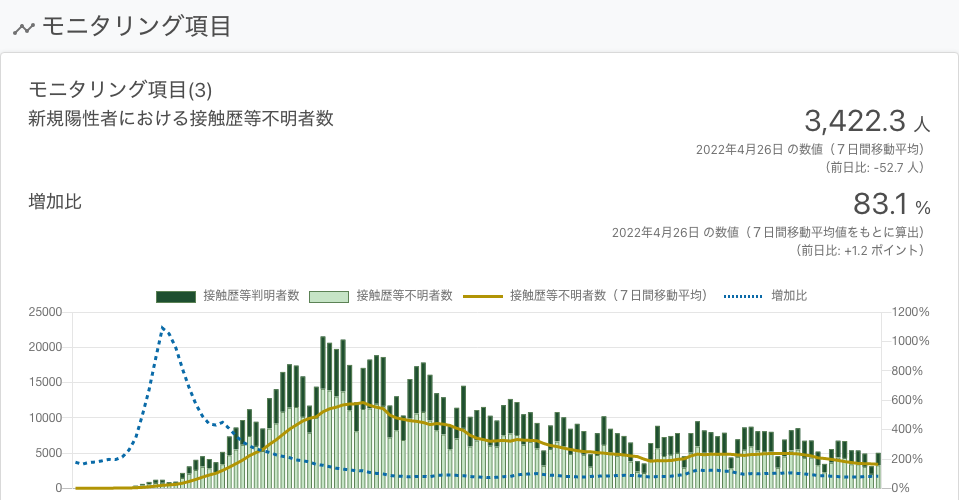 モニタリング項目
モニタリング項目(3)
新規陽性者における接触歴等不明者数
3,422.3 人
2022年4月26日 の数値（７日間移動平均）
（前日比: -52.7 人）
増加比
83.1 %
2022年4月26日 の数値（７日間移動平均値をもとに算出）
（前日比: +1.2 ポイント）
接触歴等判明者数 接触歴等不明者数 接触歴等不明者数（７日間移動平均） 増加比
25000 1200%
20000 1000%
15000 800%
10000 600%
5000 400%
0 200%
0%